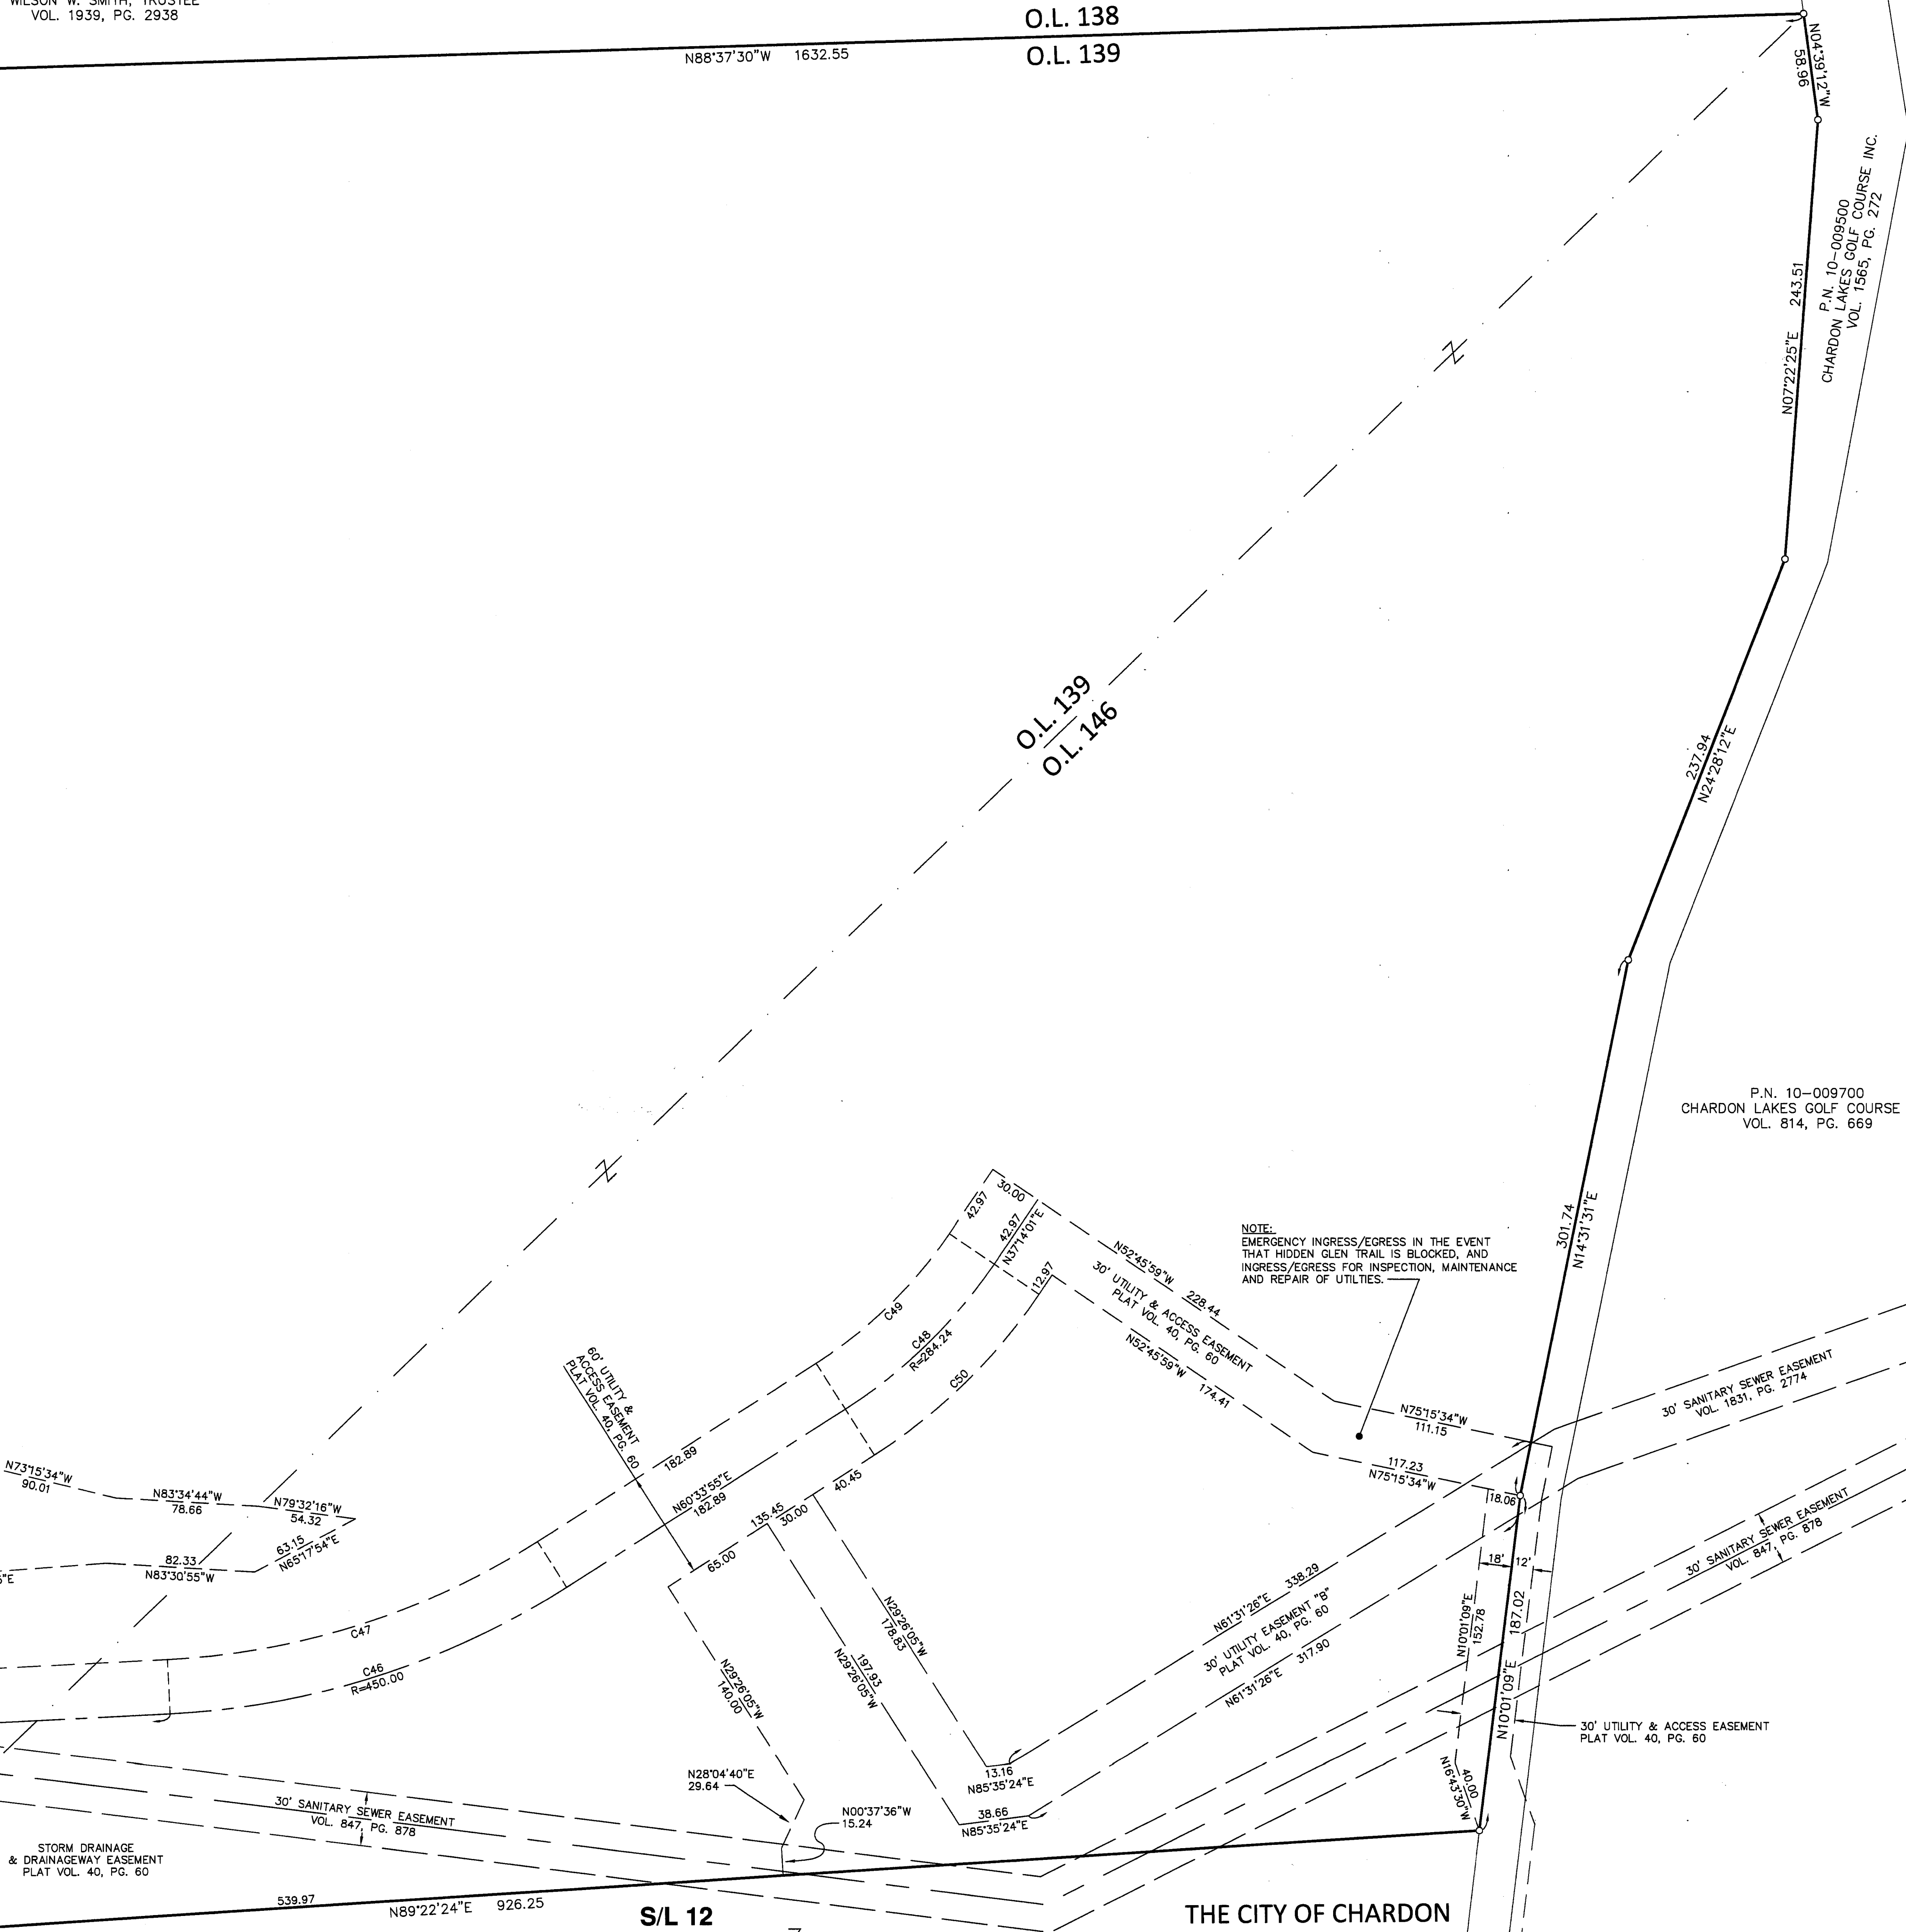 WILSON W. SMITH, TRUSTEE
VOL. 1939, PG. 2938
O.L. 138
N88°37'30"W 1632.55
O.L. 139
N04°39'12"W
58.96
P.N. 10-009500
CHARDON LAKES GOLF COURSE INC.
VOL. 1565, PG. 272
N07°22'25"E 243.51
237.94
N24°28'12"E
O.L. 139
O.L. 146
P.N. 10-009700
CHARDON LAKES GOLF COURSE
VOL. 814, PG. 669
301.74
N14°31'31"E
NOTE:
EMERGENCY INGRESS/EGRESS IN THE EVENT
THAT HIDDEN GLEN TRAIL IS BLOCKED, AND
INGRESS/EGRESS FOR INSPECTION, MAINTENANCE
AND REPAIR OF UTILTIES.
30.00
42.97
42.97
N37°14'01"E
12.97
N52°45'59"W 228.44
30' UTILITY & ACCESS EASEMENT
PLAT VOL. 40, PG. 60
N52°45'59"W 174.41
C49
C48
R=284.24
C50
60' UTILITY &
ACCESS EASEMENT
PLAT VOL. 40, PG. 60
182.89
N60°33'55"E
182.89
40.45
135.45
30.00
65.00
N75°15'34"W
111.15
117.23
N75°15'34"W
18.06
30' SANITARY SEWER EASEMENT
VOL. 1831, PG. 2774
30' SANITARY SEWER EASEMENT
VOL. 847, PG. 878
N73°15'34"W
90.01
N83°34'44"W
78.66
N79°32'16"W
54.32
63.15
N65°17'54"E
82.33
N83°30'55"W
"E
C47
C46
R=450.00
18' 12'
N10°01'09"E
152.78
187.02
N10°01'09"E
N61°31'26"E 338.29
30' UTILITY EASEMENT "B"
PLAT VOL. 40, PG. 60
N61°31'26"E 317.90
N29°26'05"W
178.83
197.93
N29°26'05"W
N29°26'05"W
140.00
30' UTILITY & ACCESS EASEMENT
PLAT VOL. 40, PG. 60
40.00
N16°43'30"W
N28°04'40"E
29.64
N00°37'36"W
15.24
13.16
N85°35'24"E
38.66
N85°35'24"E
30' SANITARY SEWER EASEMENT
VOL. 847, PG. 878
STORM DRAINAGE
& DRAINAGEWAY EASEMENT
PLAT VOL. 40, PG. 60
539.97
N89°22'24"E 926.25
S/L 12
THE CITY OF CHARDON